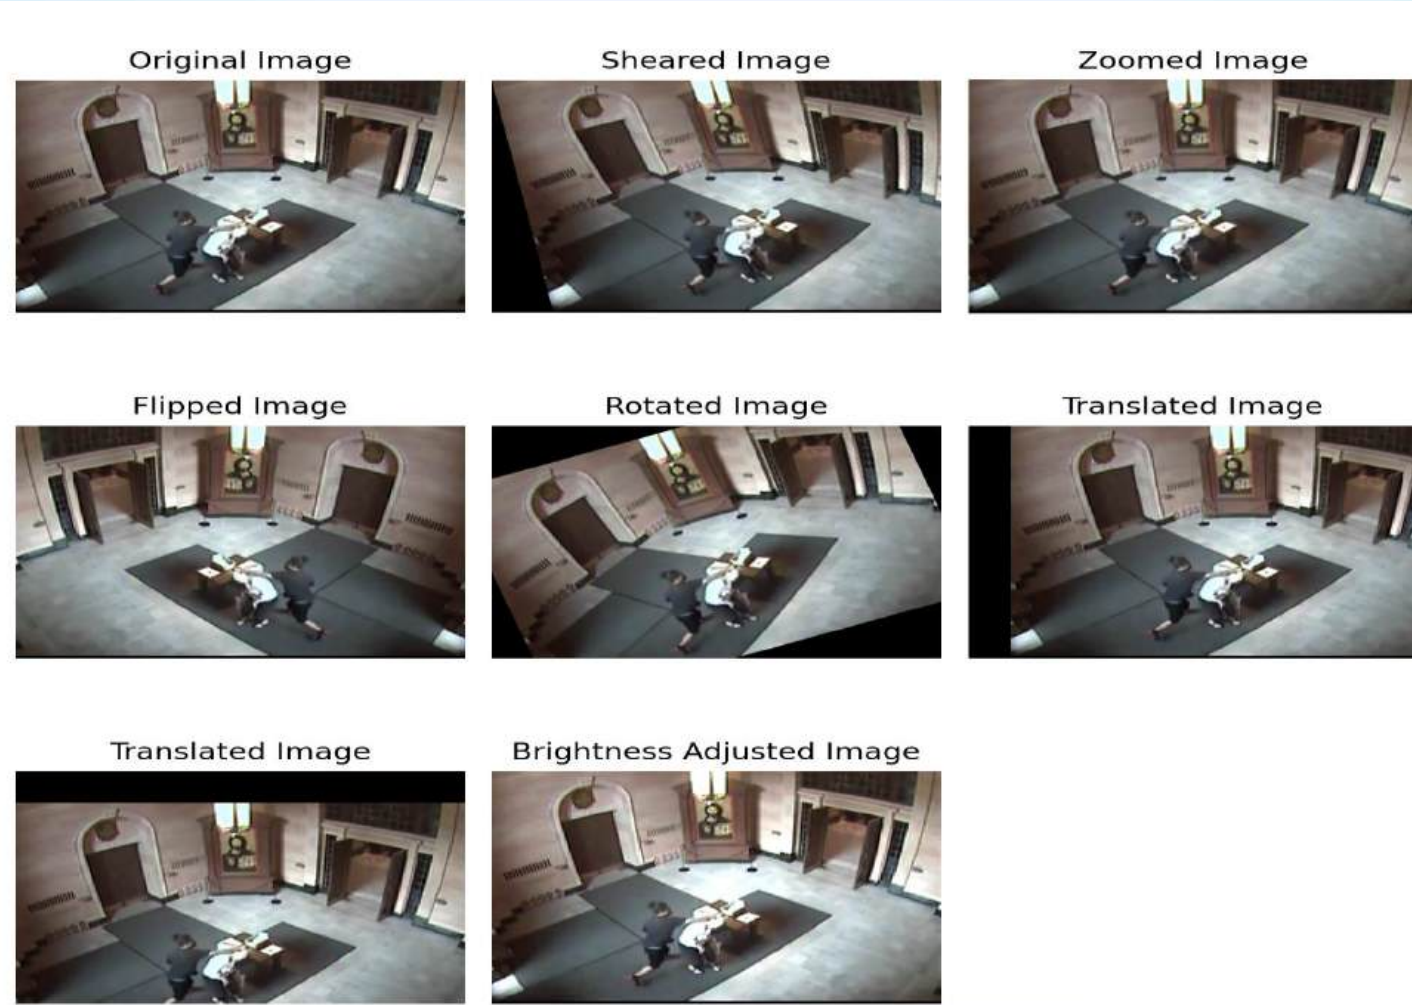 Original Image
Sheared Image
Zoomed Image
Flipped Image
Rotated Image
Translated Image
Translated Image
Brightness Adjusted Image